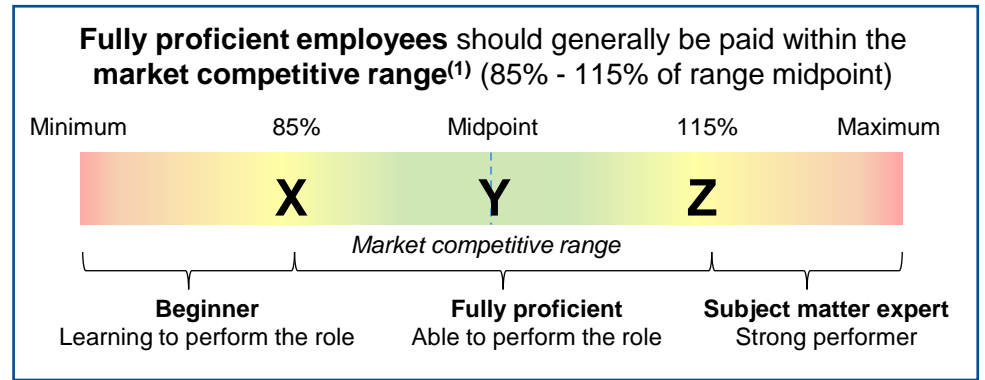 Fully proficient employees should generally be paid within the
market competitive range(1) (85% - 115% of range midpoint)
Minimum 85% Midpoint 115% Maximum
X Y Z
Market competitive range
Beginner Fully proficient Subject matter expert
Learning to perform the role Able to perform the role Strong performer